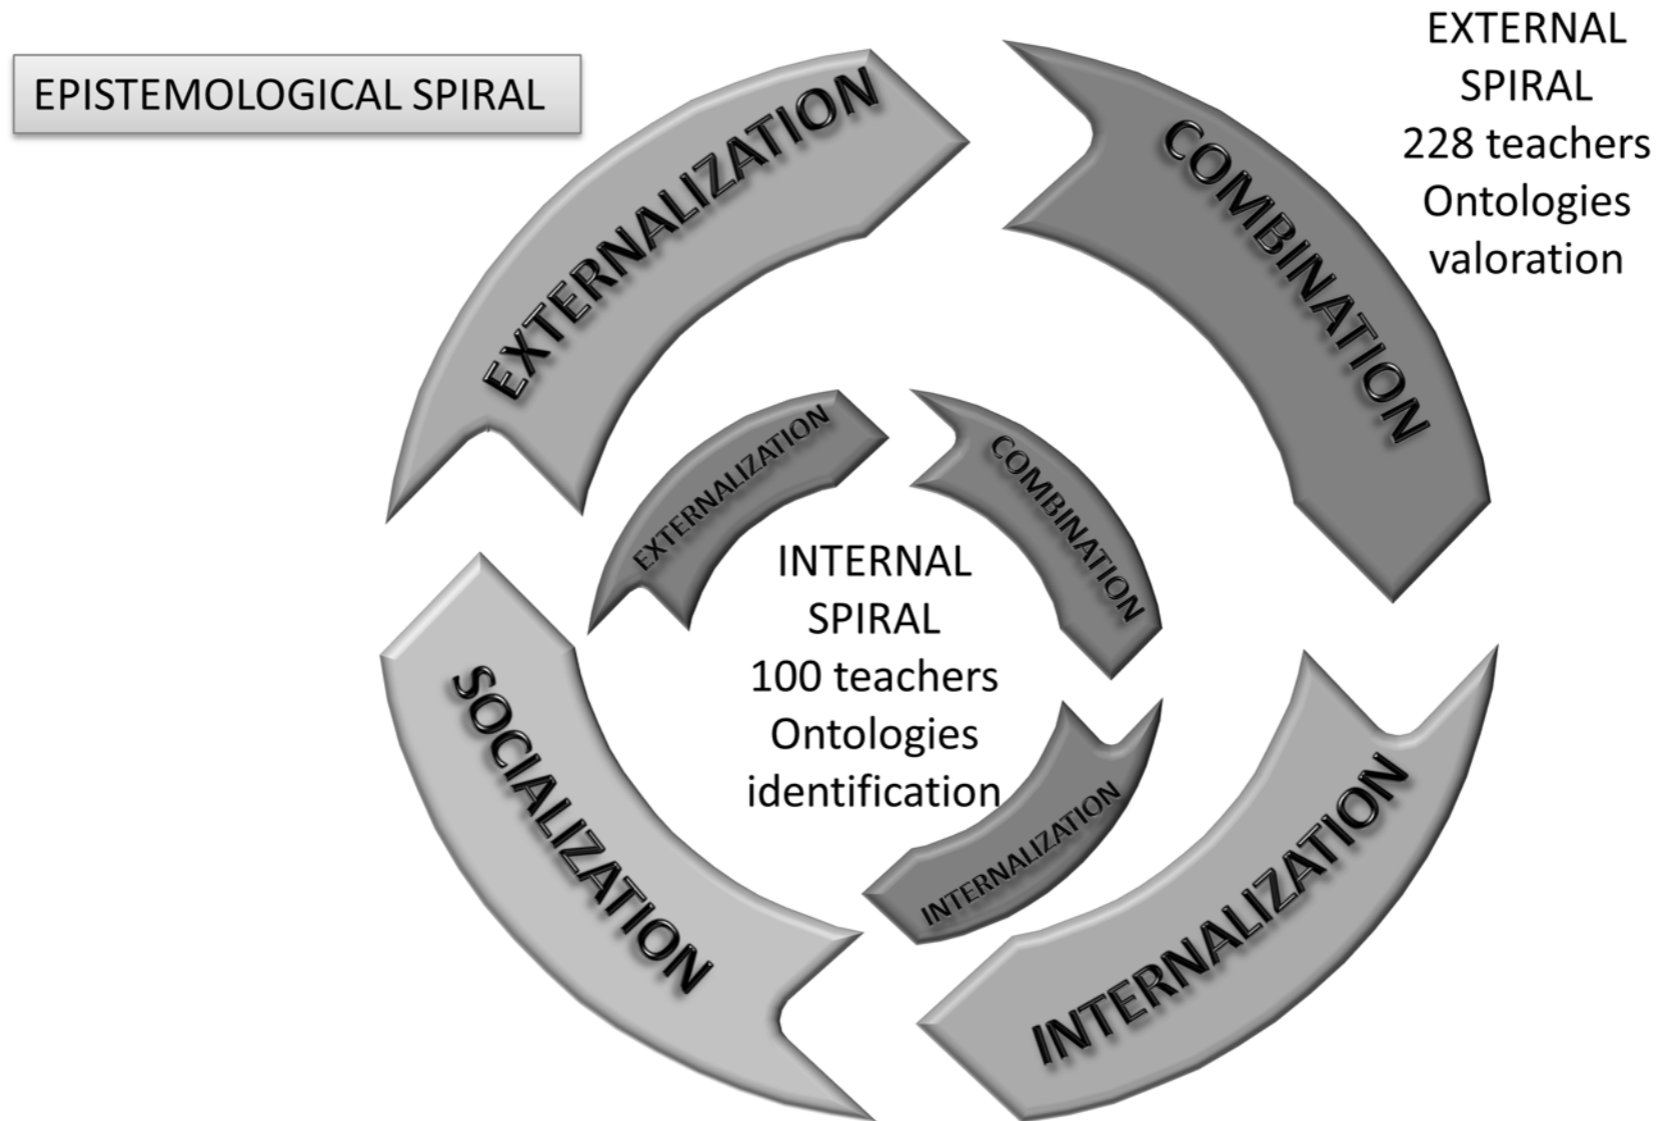 EPISTEMOLOGICAL SPIRAL
EXTERNAL
SPIRAL
228 teachers
Ontologies
valoration
EXTERNALIZATION
COMBINATION
INTERNALIZATION
SOCIALIZATION
EXTERNALIZATION
COMBINATION
INTERNALIZATION
INTERNAL
SPIRAL
100 teachers
Ontologies
identification